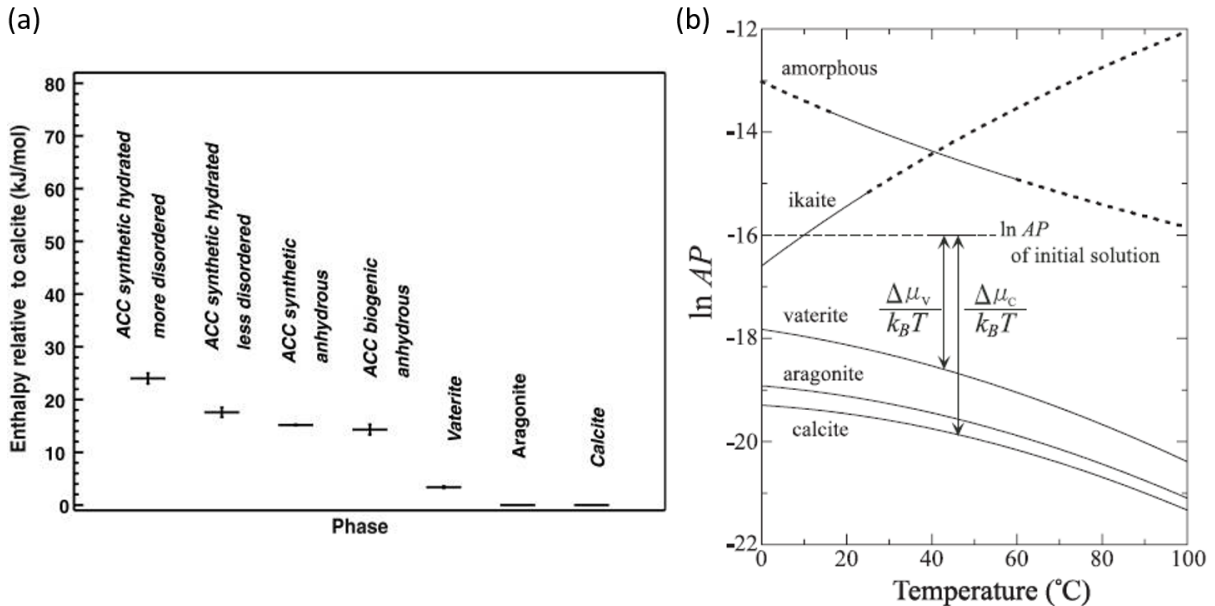 (a)
Enthalpy relative to calcite (kJ/mol)
80
70
60
50
40
30
20
10
0
ACC synthetic hydrated
more disordered
ACC synthetic hydrated
less disordered
ACC synthetic
anhydrous
ACC biogenic
anhydrous
Vaterite
Aragonite
Calcite
Phase
(b)
ln AP
-12
-14
-16
-18
-20
-22
amorphous
ikaite
ln AP
of initial solution
Δμv
kBT
Δμc
kBT
vaterite
aragonite
calcite
0
20
40
60
80
100
Temperature (°C)